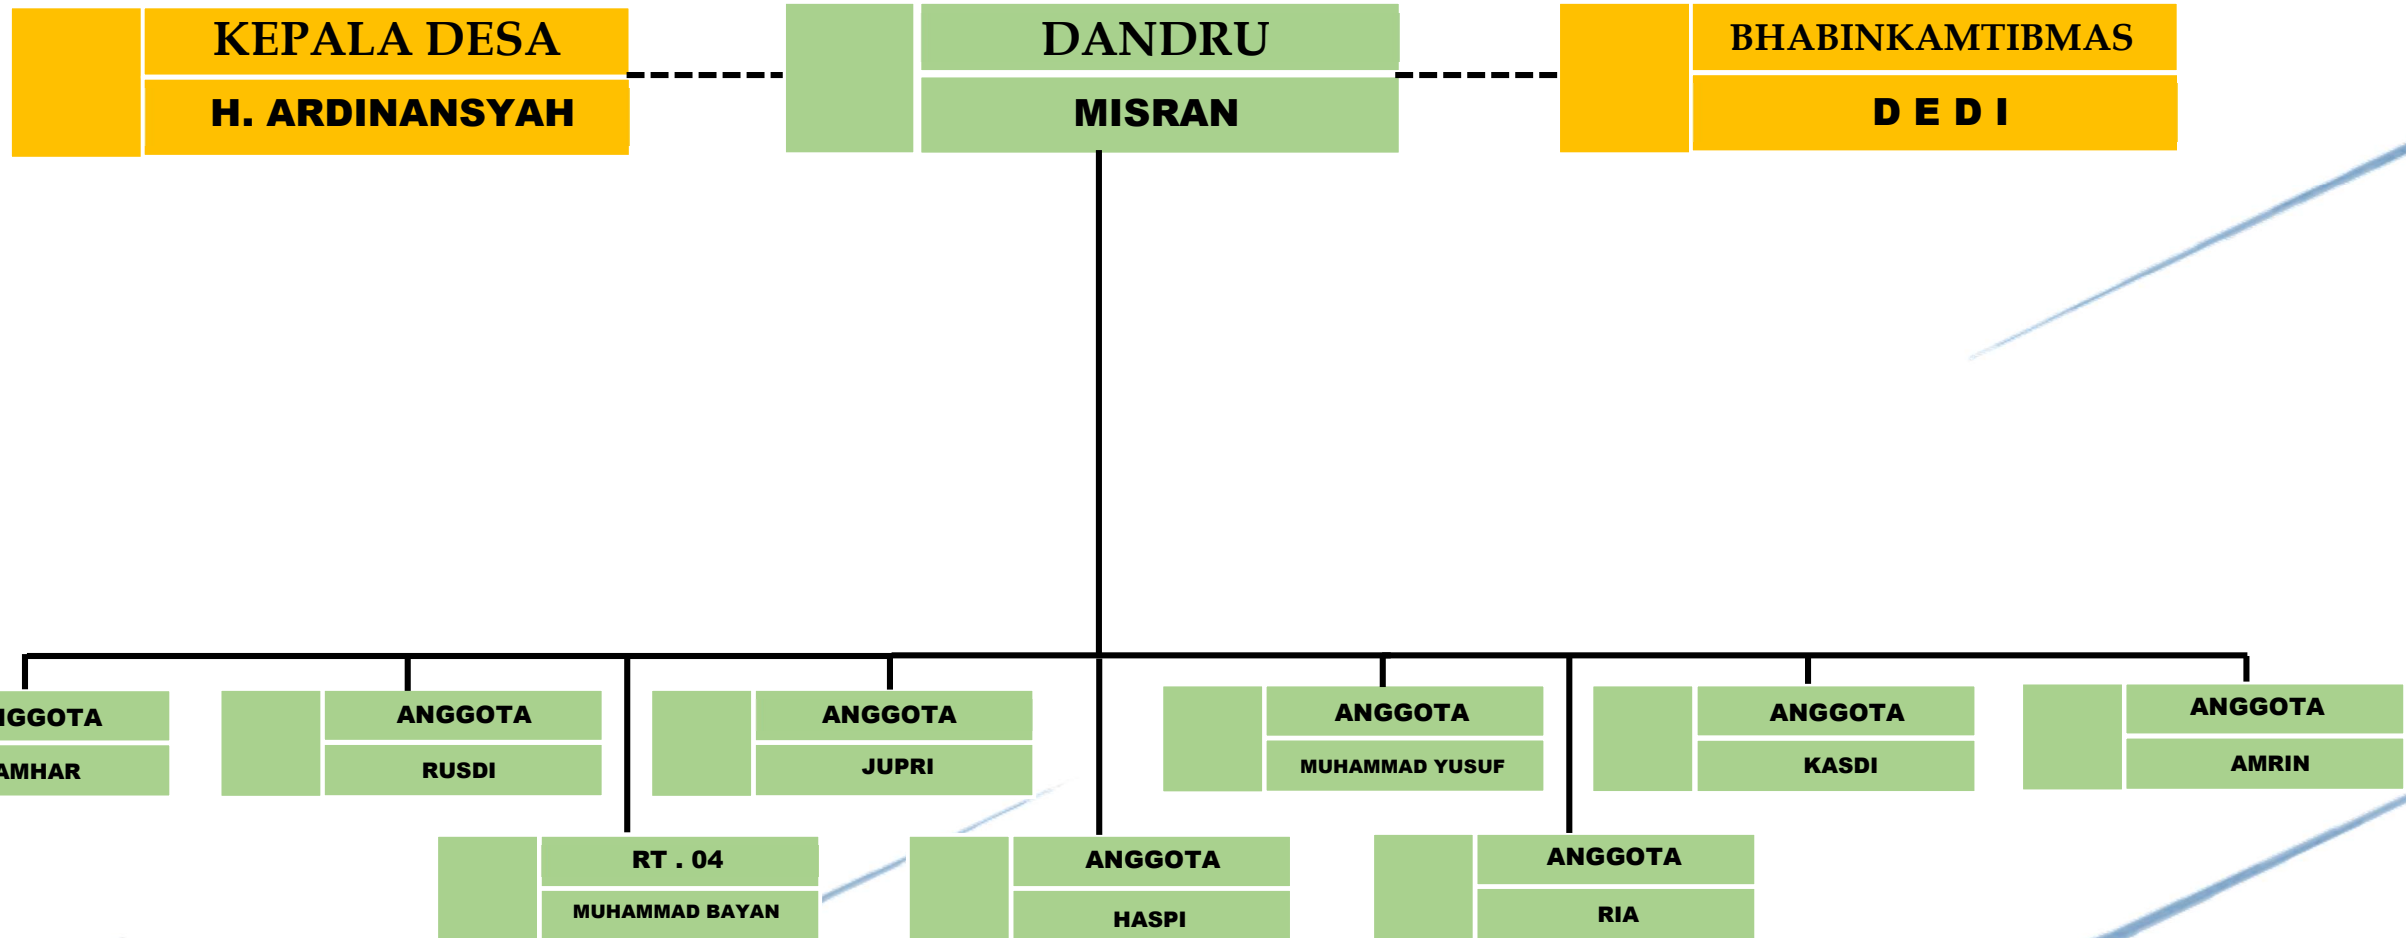 KEPALA DESA
H. ARDINANSYAH
DANDRU
MISRAN
BHABINKAMTIBMAS
D E D I
AMHAR
ANGGOTA
RUSDI
ANGGOTA
JUPRI
ANGGOTA
MUHAMMAD YUSUF
ANGGOTA
KASDI
ANGGOTA
AMRIN
RT . 04
MUHAMMAD BAYAN
ANGGOTA
HASPI
ANGGOTA
RIA